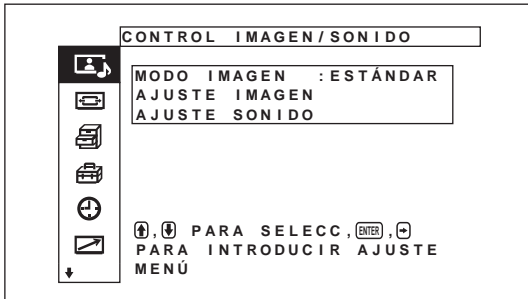 CONTROL IMAGEN/SONIDO
MODO IMAGEN :ESTÁNDAR
AJUSTE IMAGEN
AJUSTE SONIDO
, PARA SELECC, ENTER ,
PARA INTRODUCIR AJUSTE
MENÚ